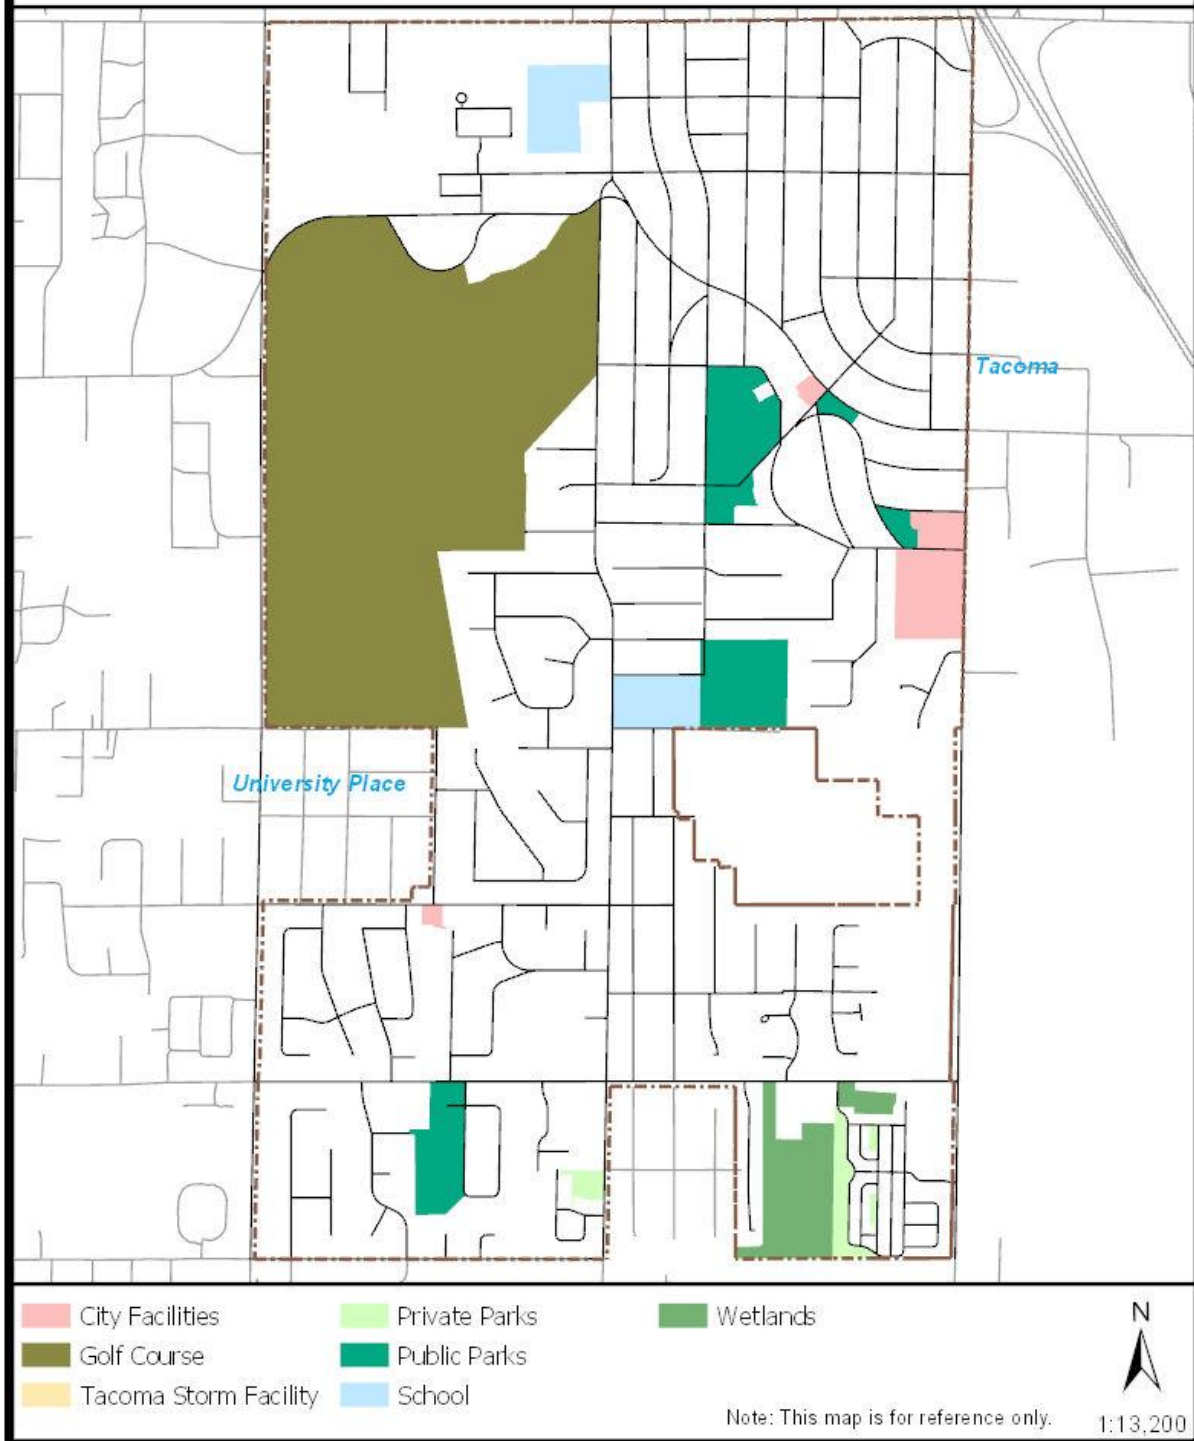 Tacoma
University Place
City Facilities
Private Parks
Wetlands
Golf Course
Public Parks
Tacoma Storm Facility
School
N
Note: This map is for reference only.
1:13,200